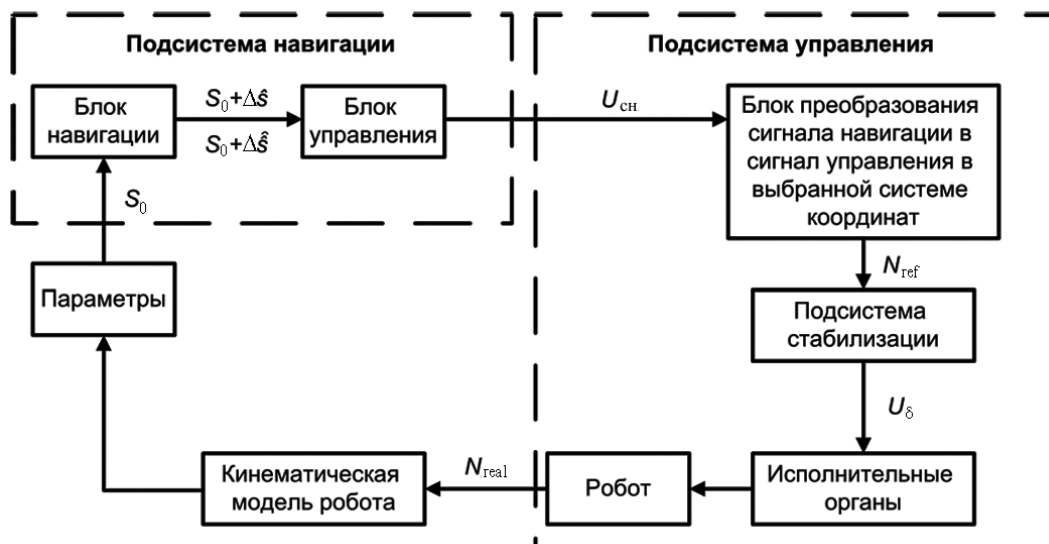 Подсистема навигации
Блок
навигации
S₀+Δŝ
S₀+Δŝ
Блок
управления
S₀
Параметры
Подсистема управления
Uсн
Блок преобразования
сигнала навигации в
сигнал управления в
выбранной системе
координат
Nref
Подсистема
стабилизации
Uδ
Исполнительные
органы
Робот
Nreal
Кинематическая
модель робота